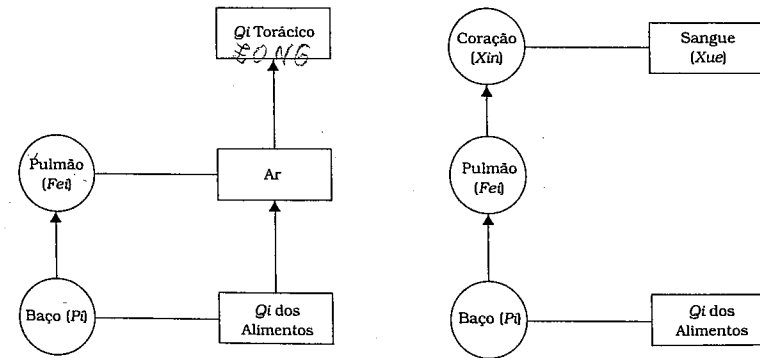 Qi Torácico
ZONG
Pulmão
(Fei)
Ar
Baço (Pi)
Qi dos
Alimentos
Coração
(Xin)
Sangue
(Xue)
Pulmão
(Fei)
Baço (Pi)
Qi dos
Alimentos